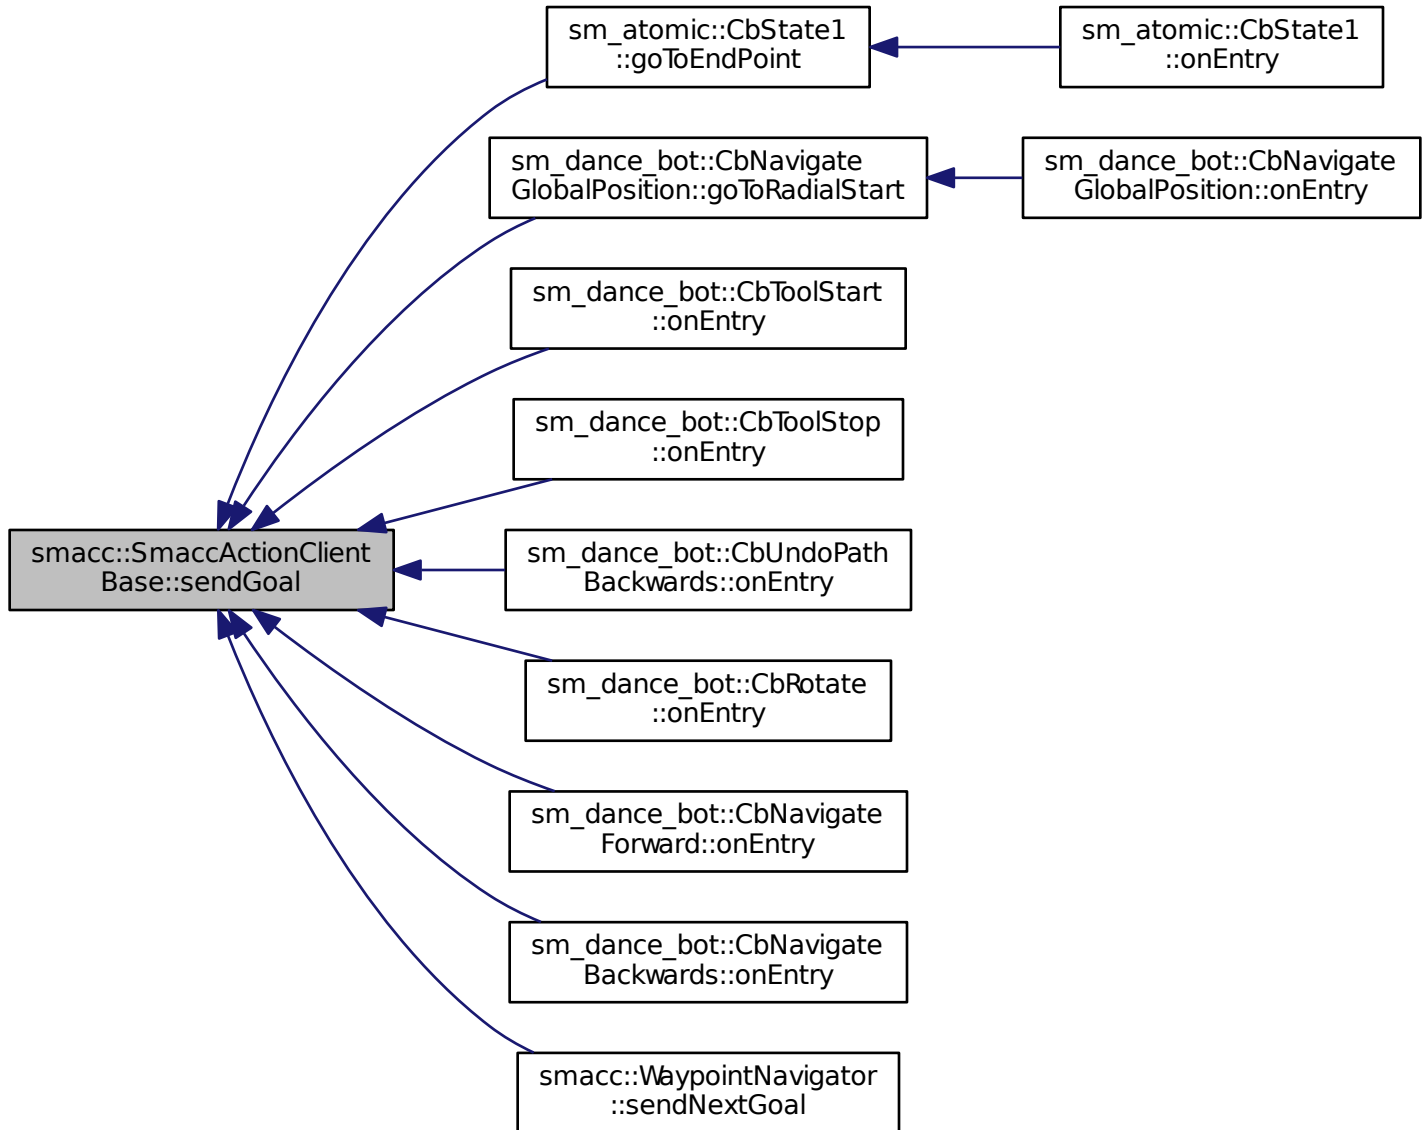 sm_atomic::CbState1
::goToEndPoint
sm_atomic::CbState1
::onEntry
sm_dance_bot::CbNavigate
GlobalPosition::goToRadialStart
sm_dance_bot::CbNavigate
GlobalPosition::onEntry
sm_dance_bot::CbToolStart
::onEntry
sm_dance_bot::CbToolStop
::onEntry
smacc::SmaccActionClient
Base::sendGoal
sm_dance_bot::CbUndoPath
Backwards::onEntry
sm_dance_bot::CbRotate
::onEntry
sm_dance_bot::CbNavigate
Forward::onEntry
sm_dance_bot::CbNavigate
Backwards::onEntry
smacc::WaypointNavigator
::sendNextGoal